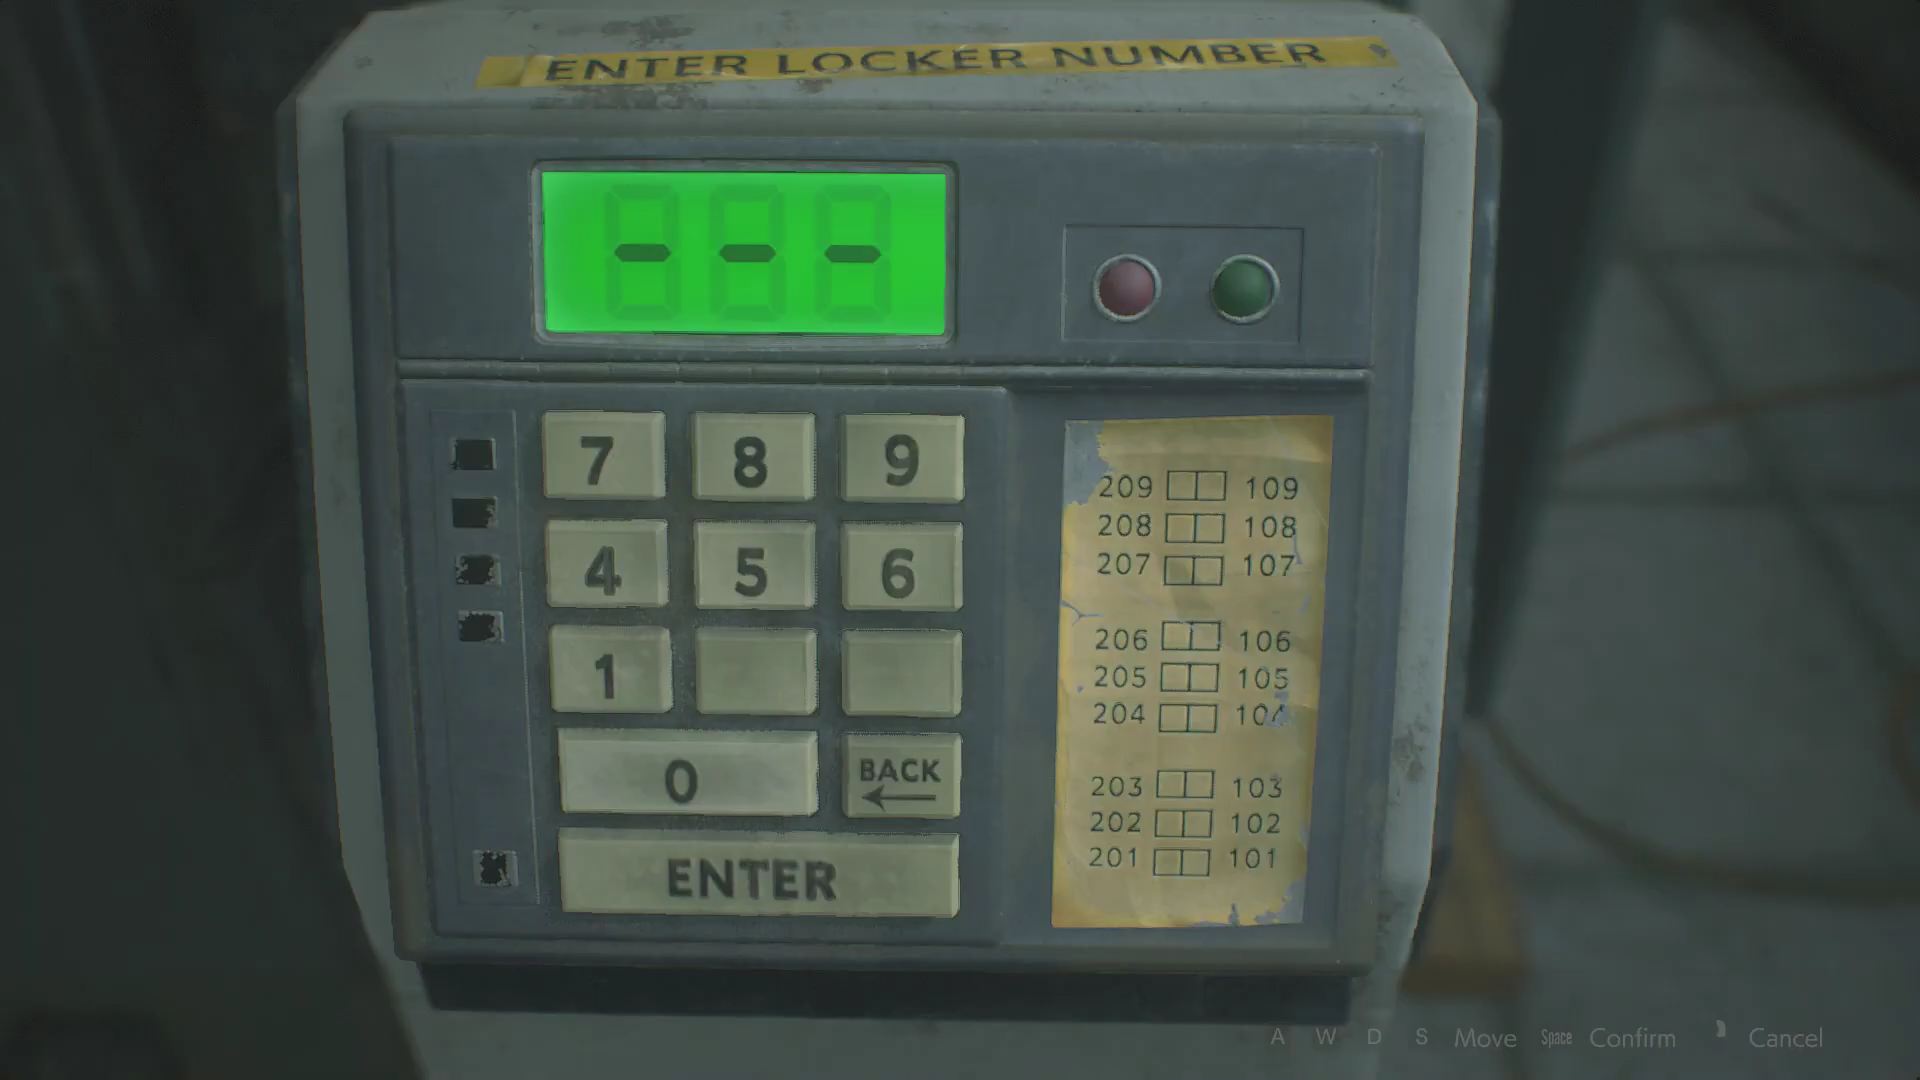 ENTER LOCKER NUMBER
7 8 9
4 5 6
1
0 BACK
ENTER
209 109
208 108
207 107
206 106
205 105
204 104
203 103
202 102
201 101
A W D S Move Space Confirm Cancel